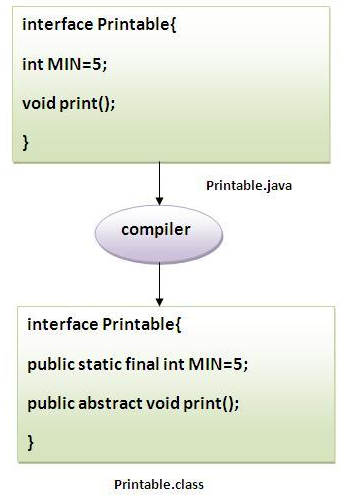 interface Printable{
int MIN=5;
void print();
}
Printable.java
compiler
interface Printable{
public static final int MIN=5;
public abstract void print();
}
Printable.class